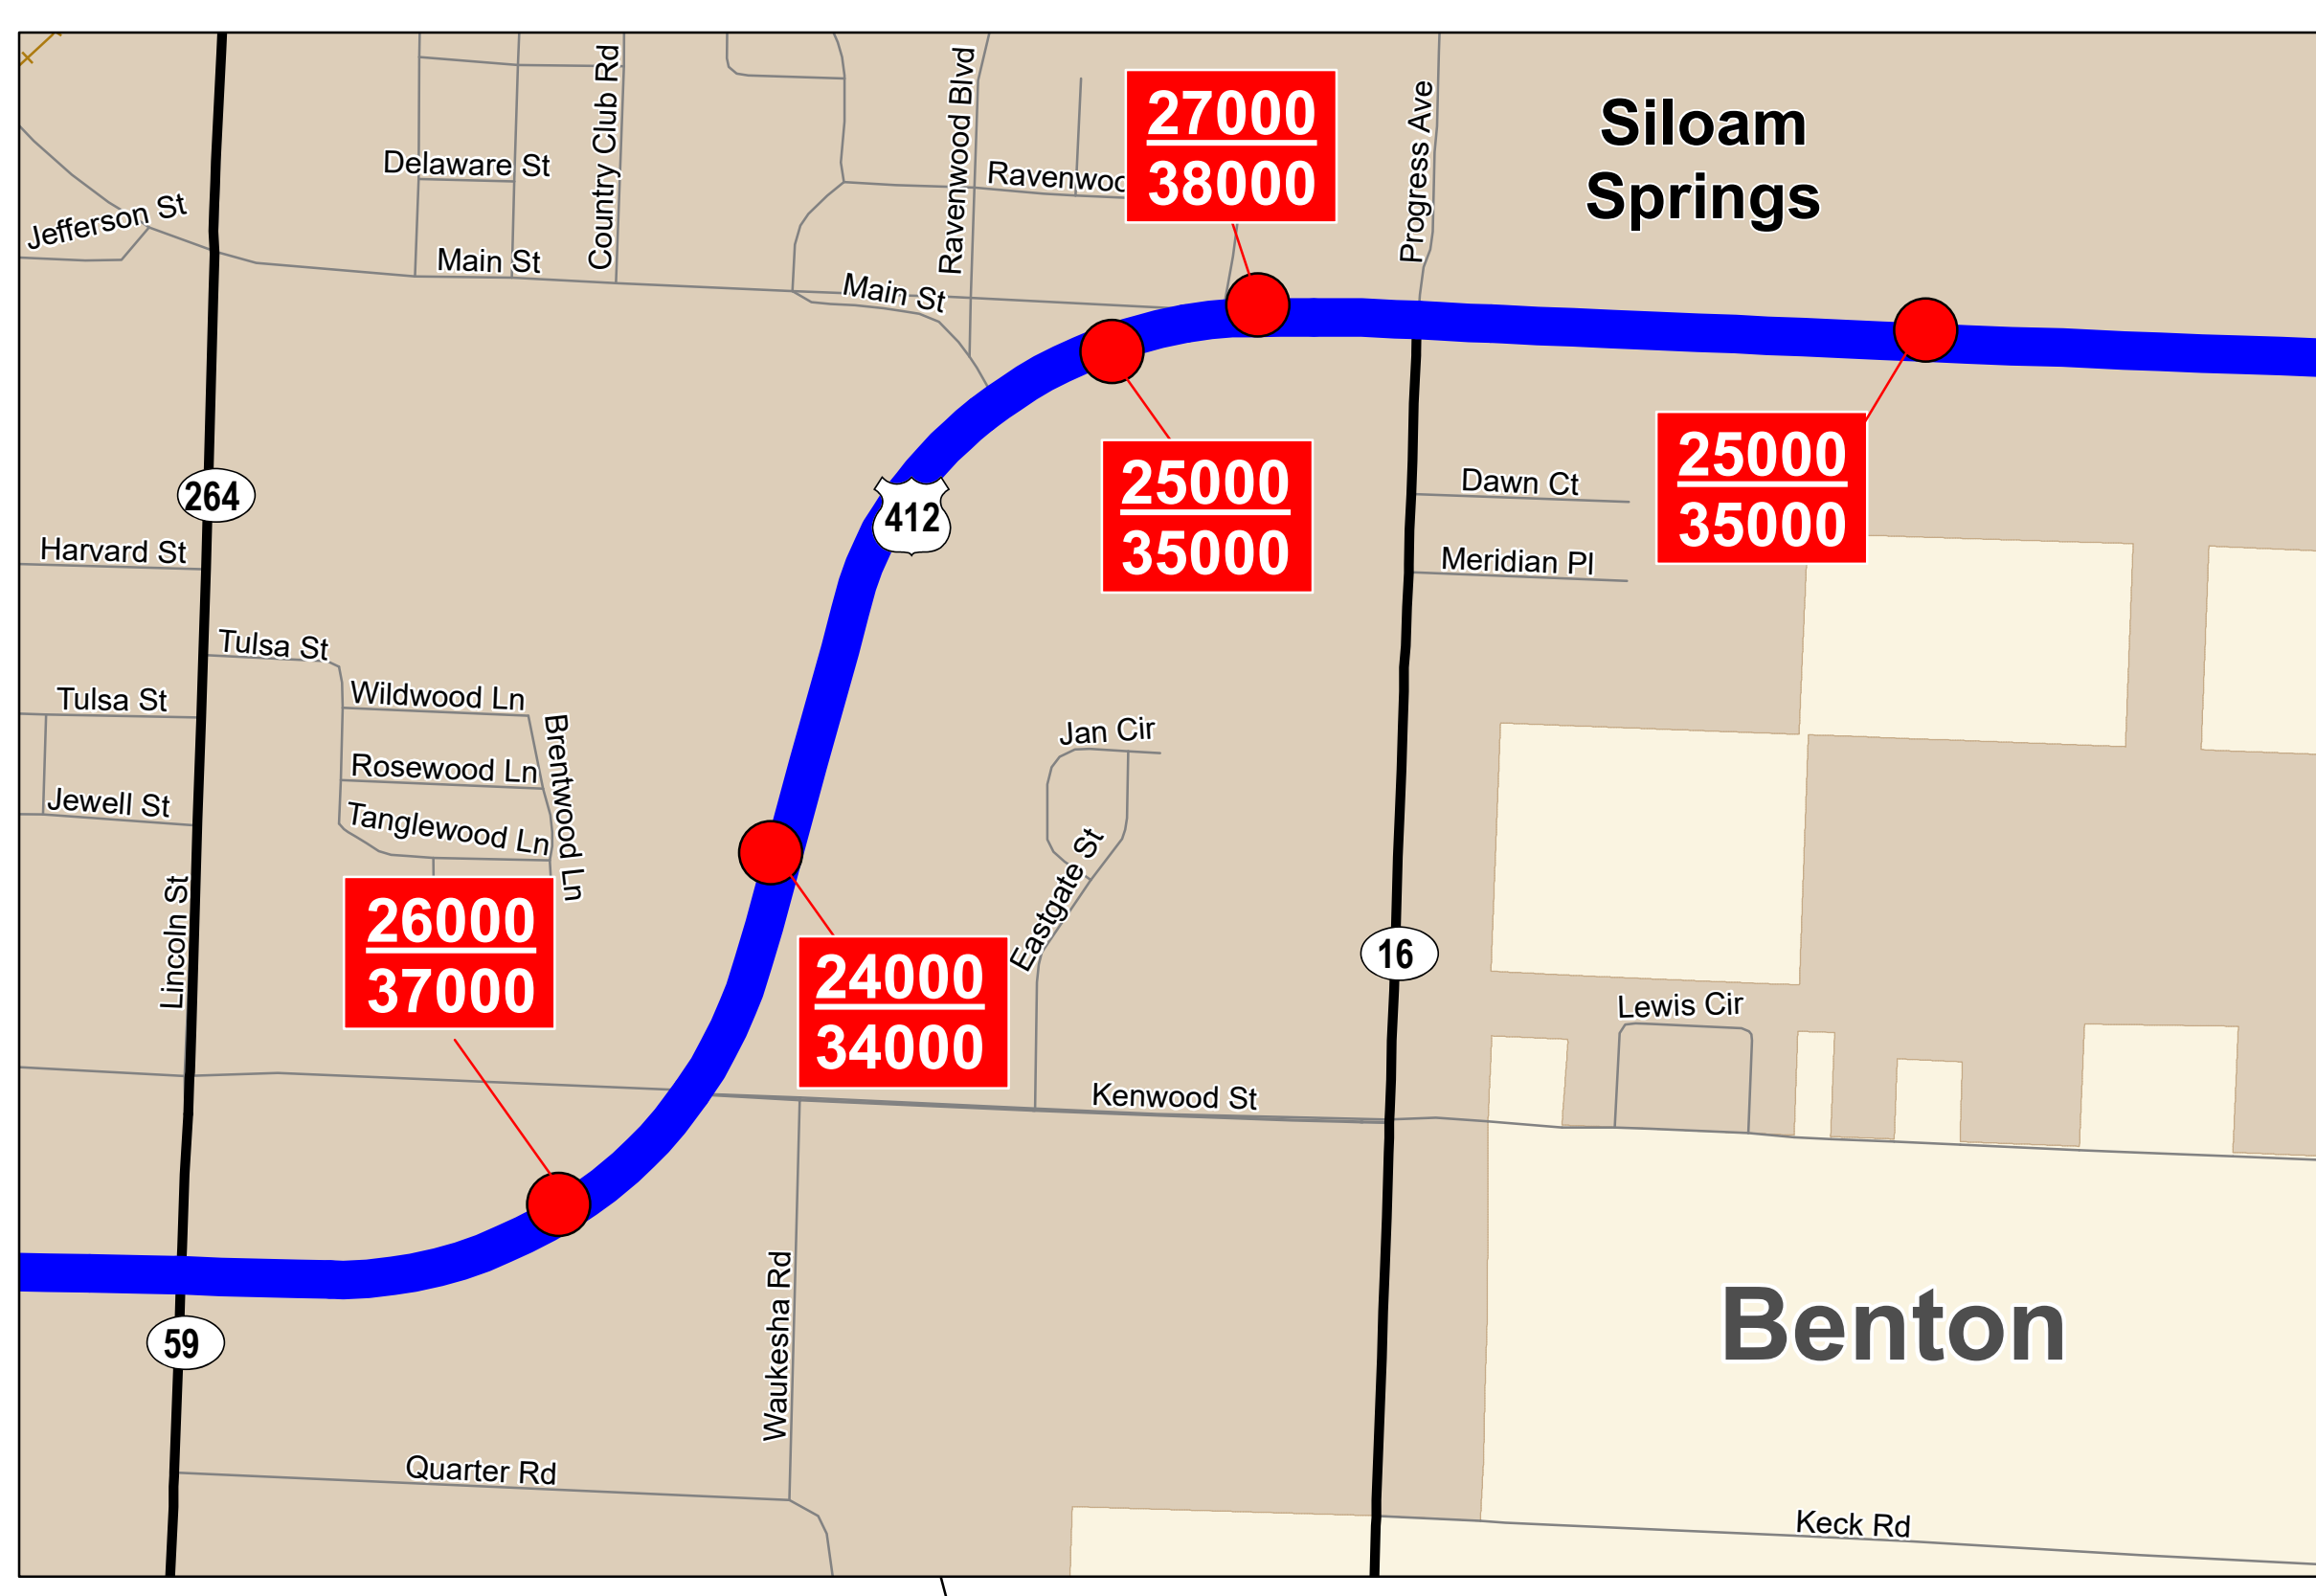 Siloam
Springs
27000
38000
Progress Ave
Ravenwood Blvd
Country Club Rd
Delaware St
Jefferson St
Main St
Main St
25000
35000
25000
35000
412
264
Dawn Ct
Meridian Pl
Harvard St
Tulsa St
Tulsa St
Wildwood Ln
Rosewood Ln
Tanglewood Ln
Brentwood Ln
Jewell St
Jan Cir
Eastgate St
Lincoln St
26000
37000
24000
34000
16
Lewis Cir
Kenwood St
Waukesha Rd
59
Benton
Quarter Rd
Keck Rd